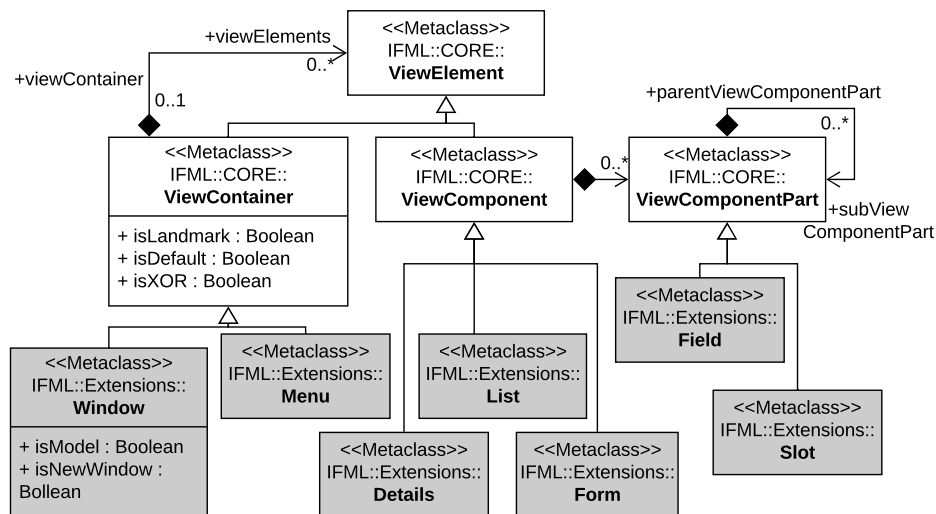 +viewElements
0..*
+viewContainer
0..1
<<Metaclass>>
IFML::CORE::
ViewElement
+parentViewComponentPart
0..*
<<Metaclass>>
IFML::CORE::
ViewContainer
+ isLandmark : Boolean
+ isDefault : Boolean
+ isXOR : Boolean
<<Metaclass>>
IFML::CORE::
ViewComponent
0..*
<<Metaclass>>
IFML::CORE::
ViewComponentPart
+subView
ComponentPart
<<Metaclass>>
IFML::Extensions::
Window
+ isModel : Boolean
+ isNewWindow :
Bollean
<<Metaclass>>
IFML::Extensions::
Menu
<<Metaclass>>
IFML::Extensions::
List
<<Metaclass>>
IFML::Extensions::
Field
<<Metaclass>>
IFML::Extensions::
Details
<<Metaclass>>
IFML::Extensions::
Form
<<Metaclass>>
IFML::Extensions::
Slot